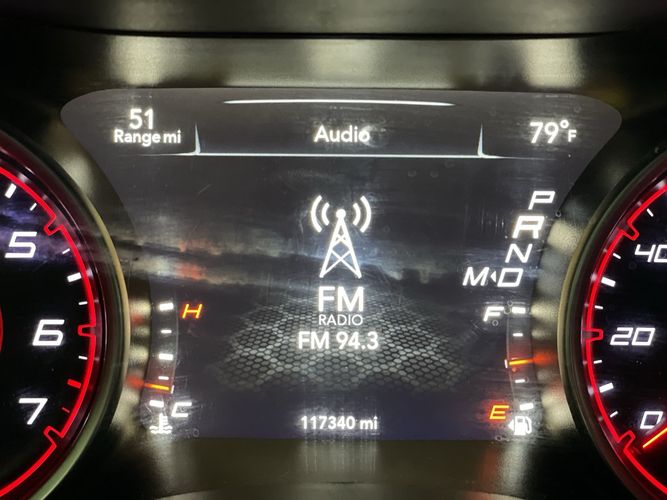 51
Range mi
Audio
79°F
P
R
N
M◄D
FM
RADIO
FM 94.3
H
C
F
E
117340 mi
5
6
7
40
20
0